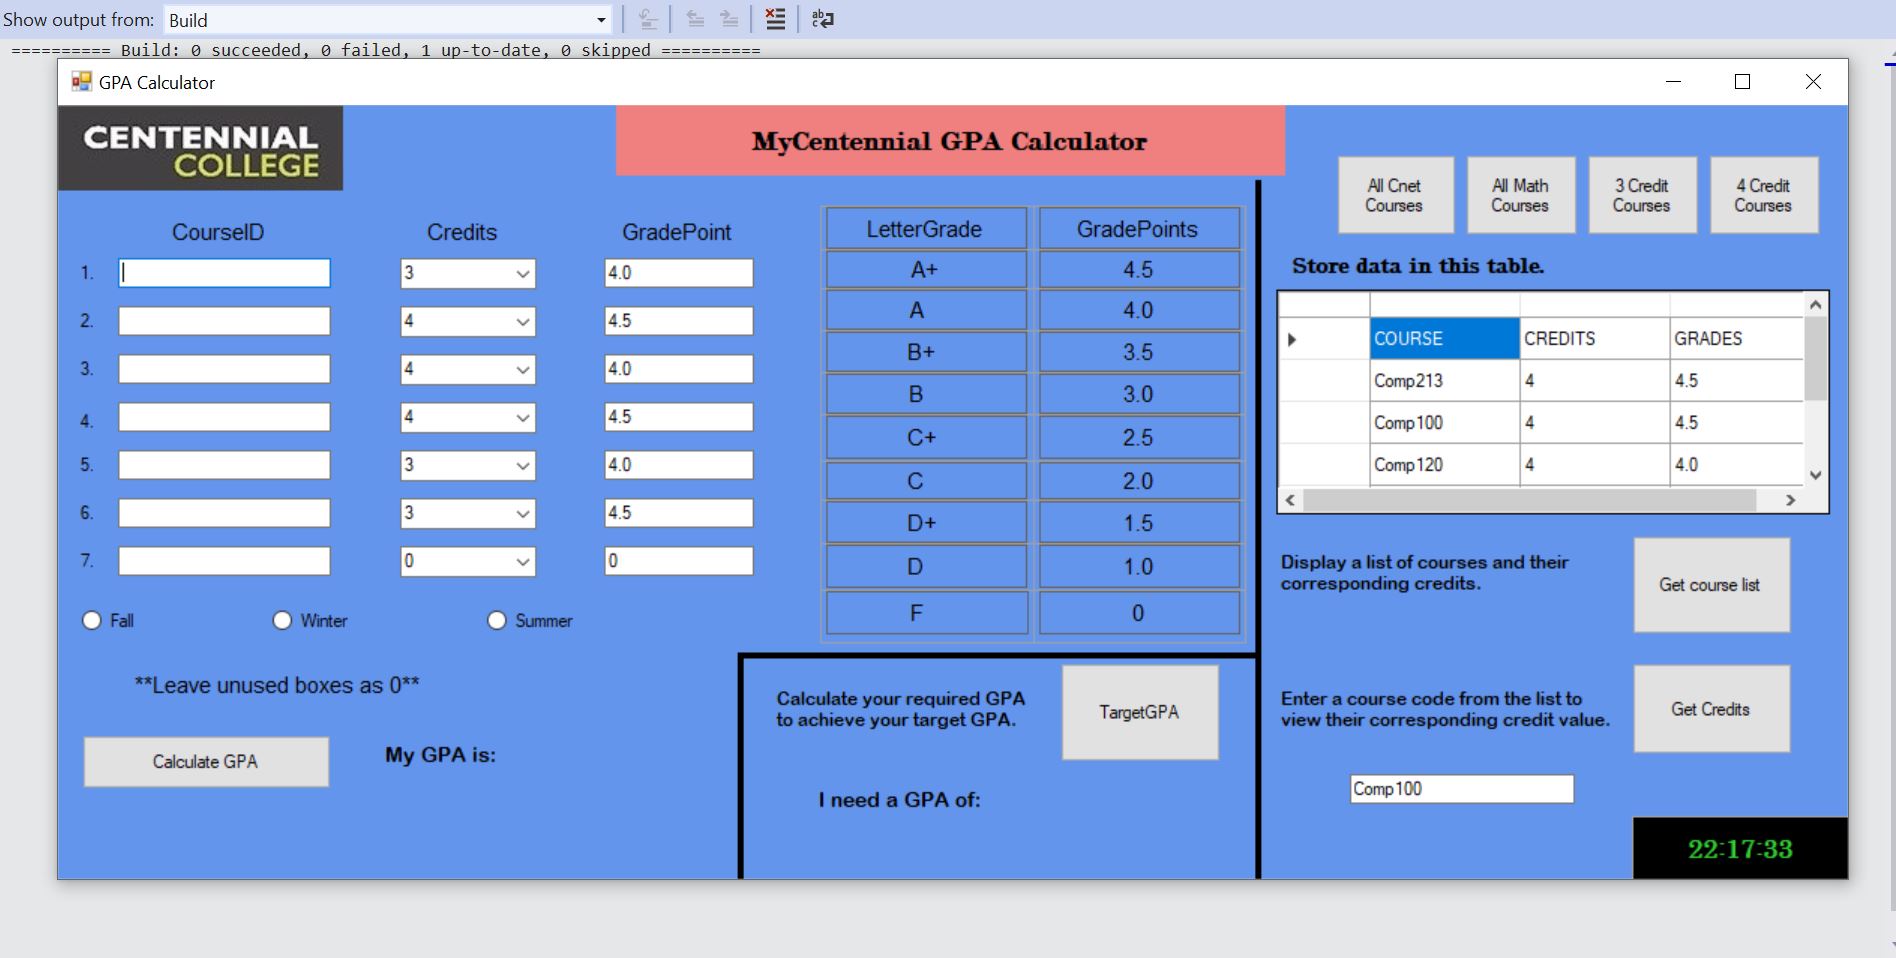 Show output from: Build
========== Build: 0 succeeded, 0 failed, 1 up-to-date, 0 skipped ==========
GPA Calculator
CENTENNIAL
COLLEGE
MyCentennial GPA Calculator
All Cnet
Courses
All Math
Courses
3 Credit
Courses
4 Credit
Courses
CourseID Credits GradePoint
1. 3 4.0
2. 4 4.5
3. 4 4.0
4. 4 4.5
5. 3 4.0
6. 3 4.5
7. 0 0
Fall Winter Summer
**Leave unused boxes as 0**
Calculate GPA
My GPA is:
LetterGrade GradePoints
A+ 4.5
A 4.0
B+ 3.5
B 3.0
C+ 2.5
C 2.0
D+ 1.5
D 1.0
F 0
Calculate your required GPA
to achieve your target GPA.
TargetGPA
I need a GPA of:
Store data in this table.
COURSE CREDITS GRADES
Comp213 4 4.5
Comp100 4 4.5
Comp120 4 4.0
Display a list of courses and their
corresponding credits.
Get course list
Enter a course code from the list to
view their corresponding credit value.
Get Credits
Comp100
22:17:33